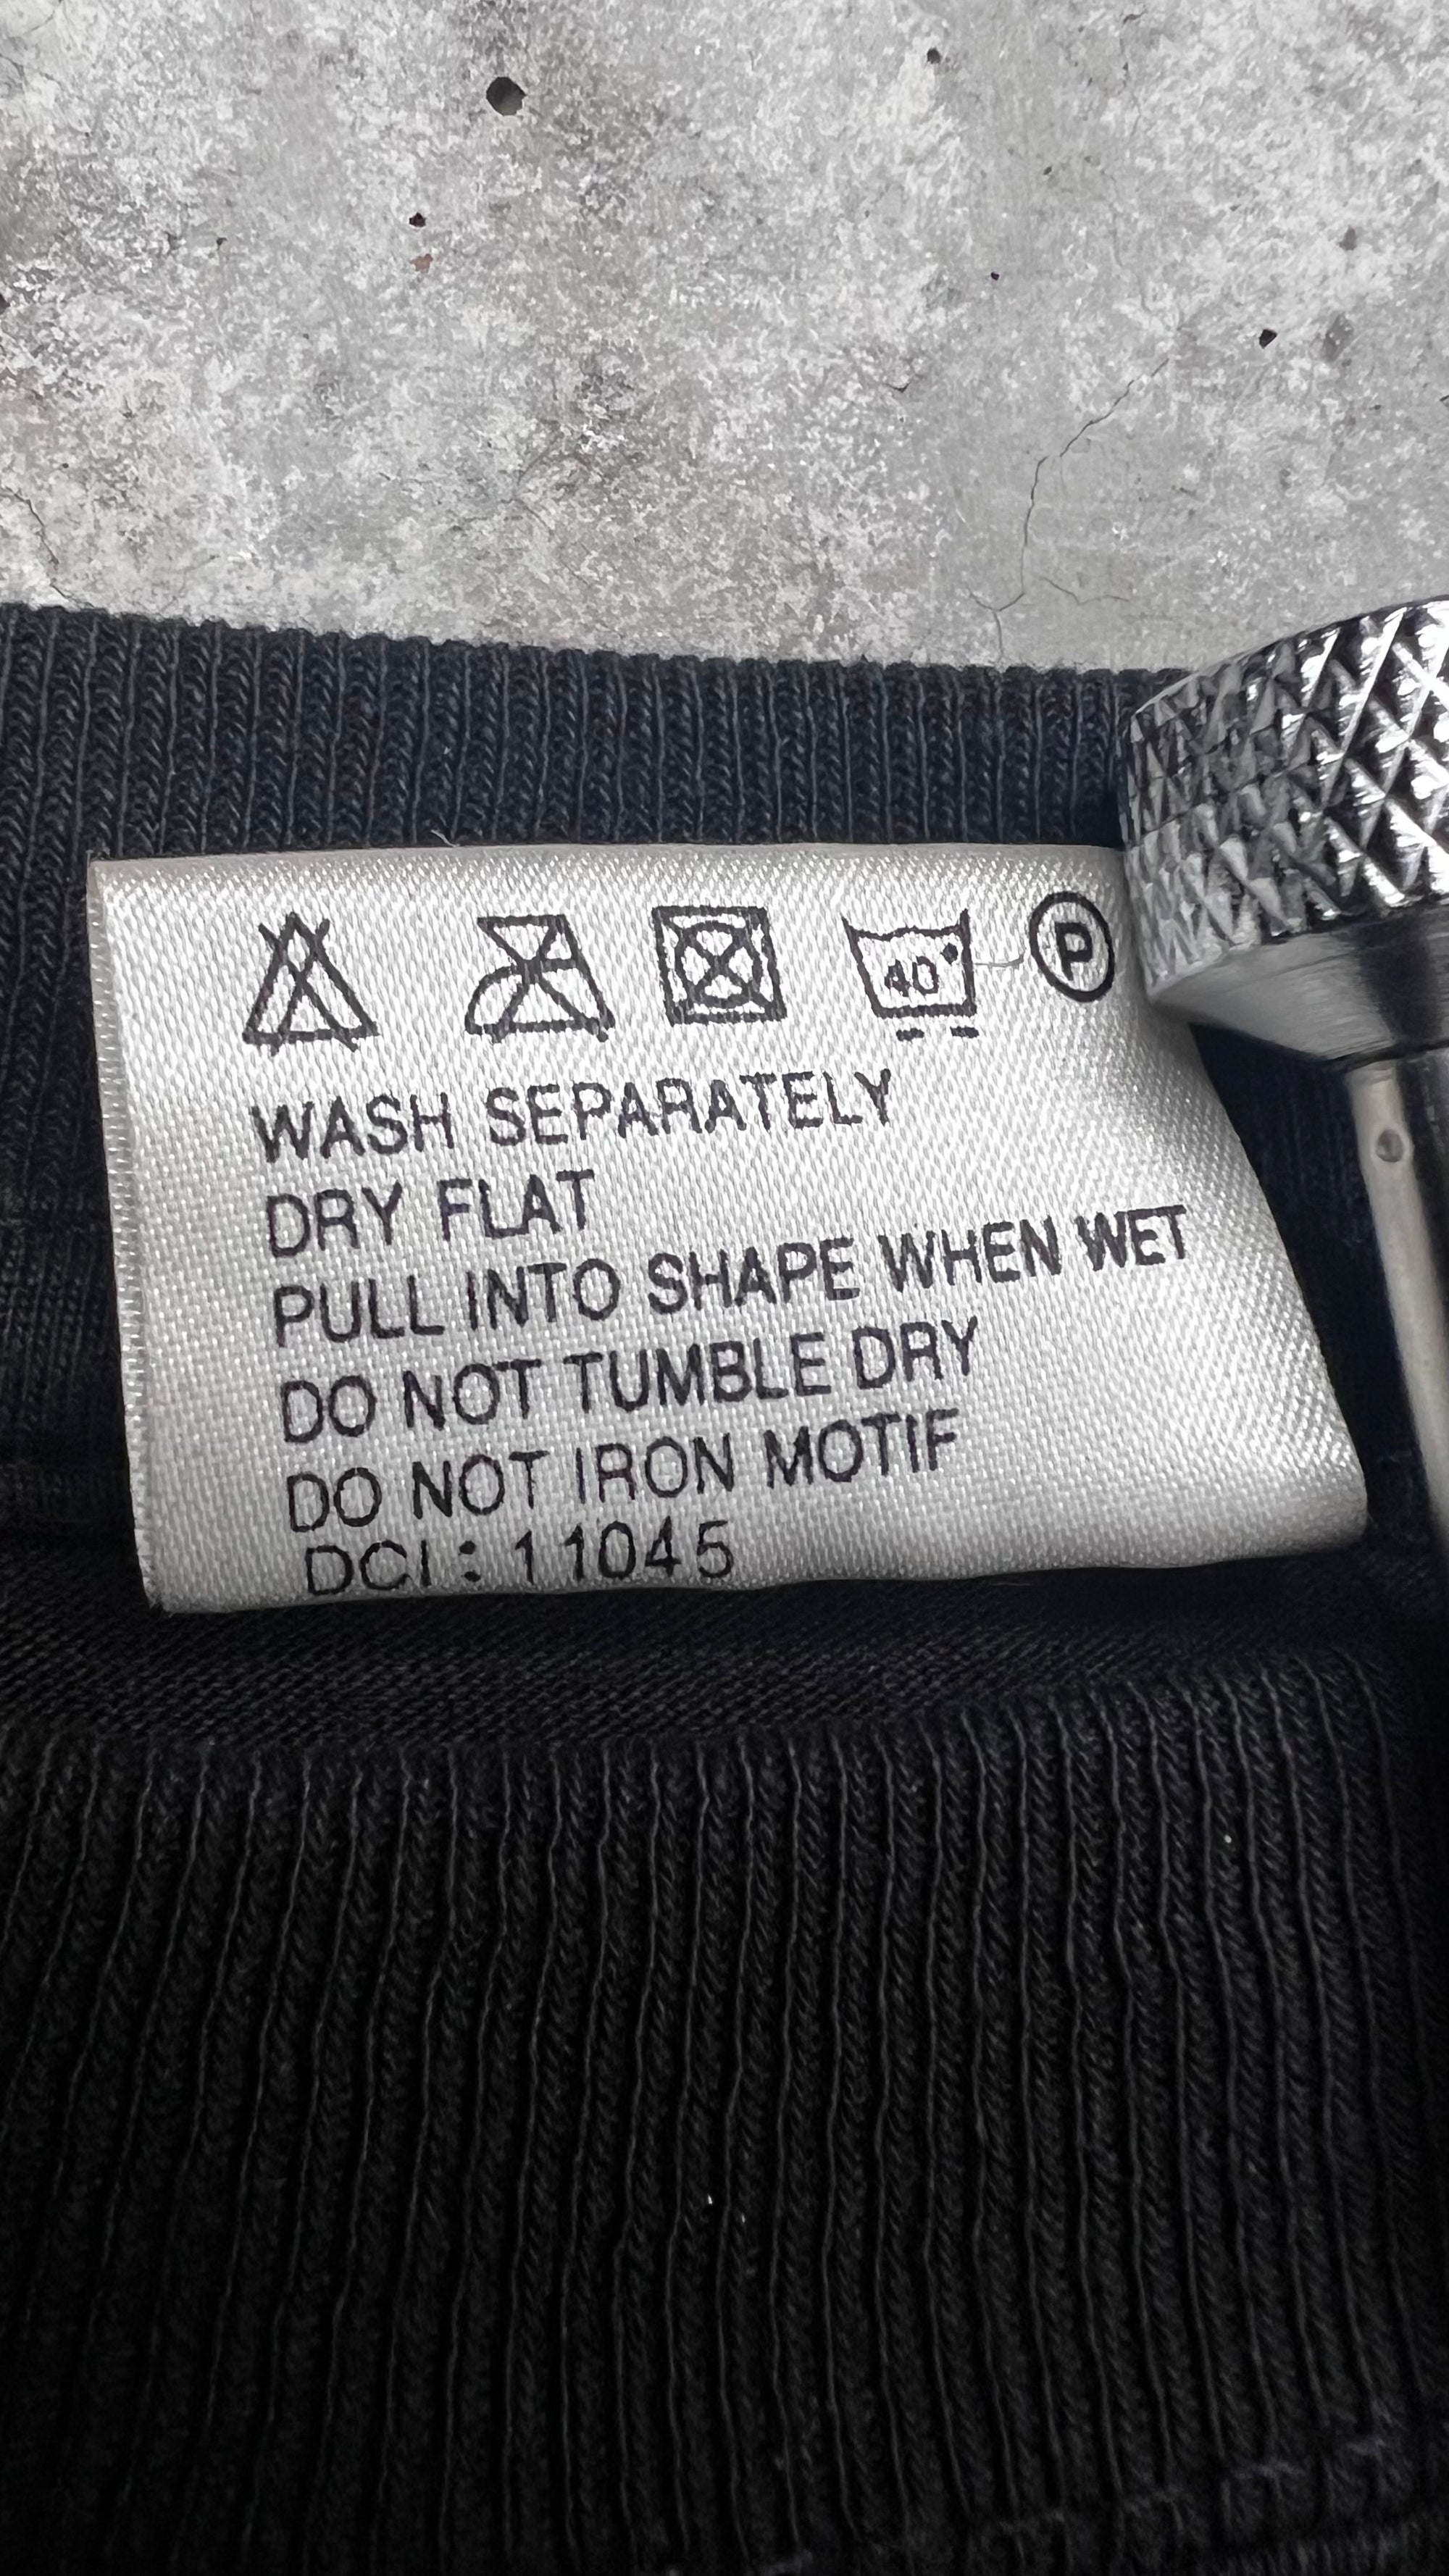 40° P
WASH SEPARATELY
DRY FLAT
PULL INTO SHAPE WHEN WET
DO NOT TUMBLE DRY
DO NOT IRON MOTIF
DCI : 11045